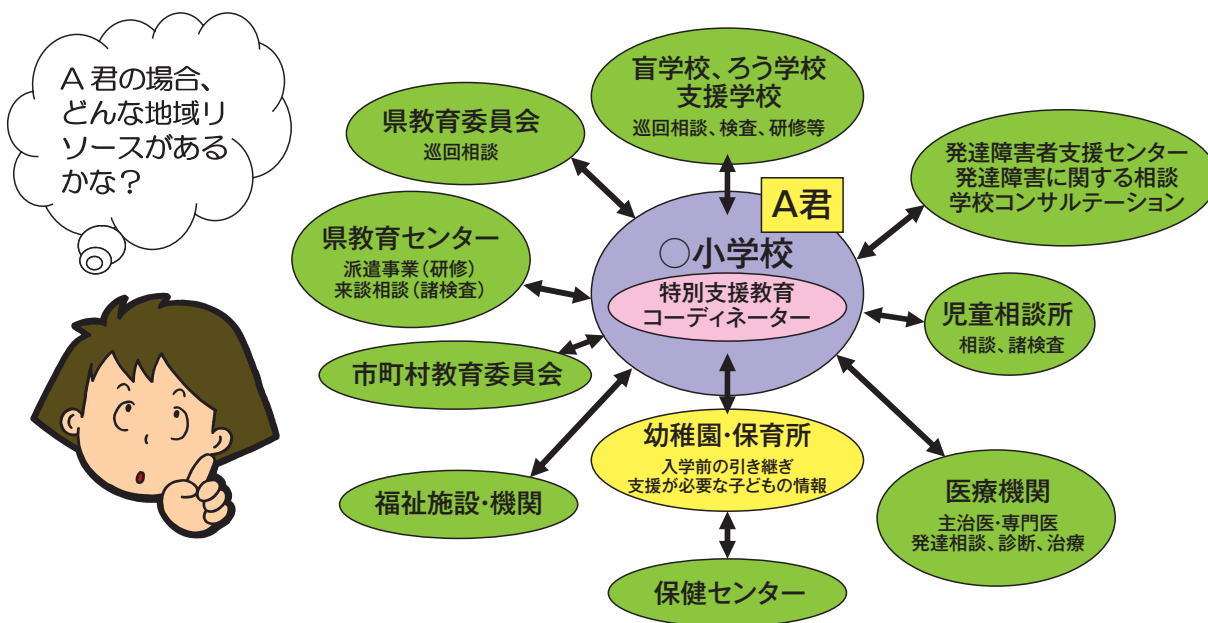 A君の場合、
どんな地域リ
ソースがある
かな？
盲学校、ろう学校
支援学校
巡回相談、検査、研修等
県教育委員会
巡回相談
発達障害者支援センター
発達障害に関する相談
学校コンサルテーション
A君
○小学校
特別支援教育
コーディネーター
県教育センター
派遣事業（研修）
来談相談（諸検査）
児童相談所
相談、諸検査
市町村教育委員会
幼稚園・保育所
入学前の引き継ぎ
支援が必要な子どもの情報
福祉施設・機関
医療機関
主治医・専門医
発達相談、診断、治療
保健センター